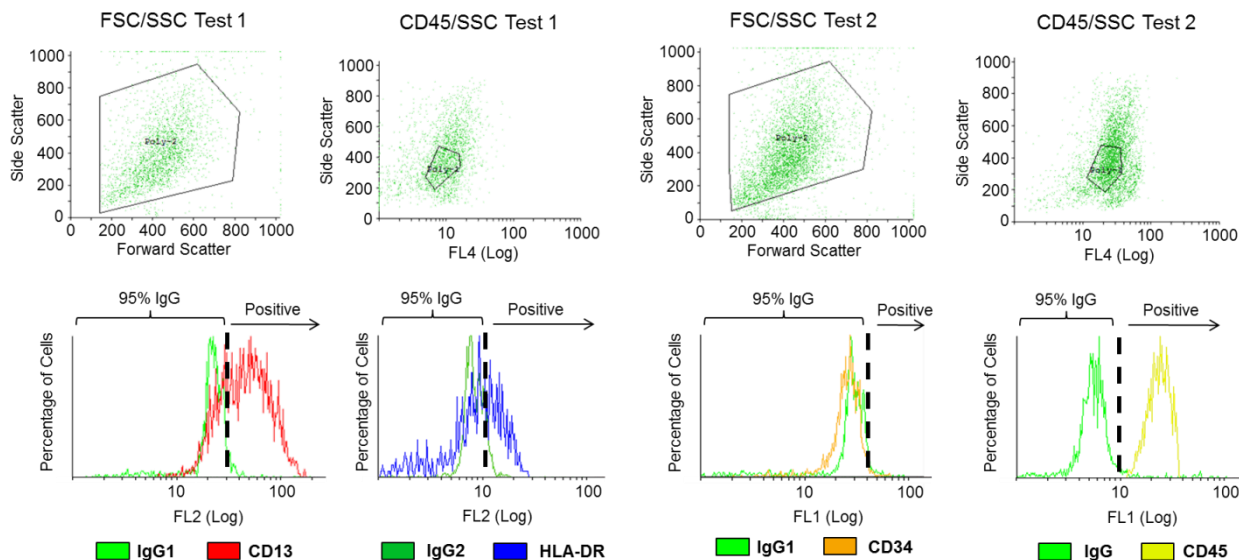 FSC/SSC Test 1
CD45/SSC Test 1
FSC/SSC Test 2
CD45/SSC Test 2
Side Scatter
1000
800
600
400
200
0
Poly-2
0 200 400 600 800 1000
Forward Scatter
Side Scatter
1000
800
600
400
200
0
Poly-2
10 100 1000
FL4 (Log)
Side Scatter
1000
800
600
400
200
0
Poly-2
200 400 600 800 1000
Forward Scatter
Side Scatter
1000
800
600
400
200
0
Poly-2
10 100 1000
FL4 (Log)
95% IgG
Positive
Percentage of Cells
10 100
FL2 (Log)
IgG1 CD13
95% IgG
Positive
Percentage of Cells
10 100
FL2 (Log)
IgG2 HLA-DR
95% IgG
Positive
Percentage of Cells
10 100
FL1 (Log)
IgG1 CD34
95% IgG
Positive
Percentage of Cells
10 100
FL1 (Log)
IgG CD45